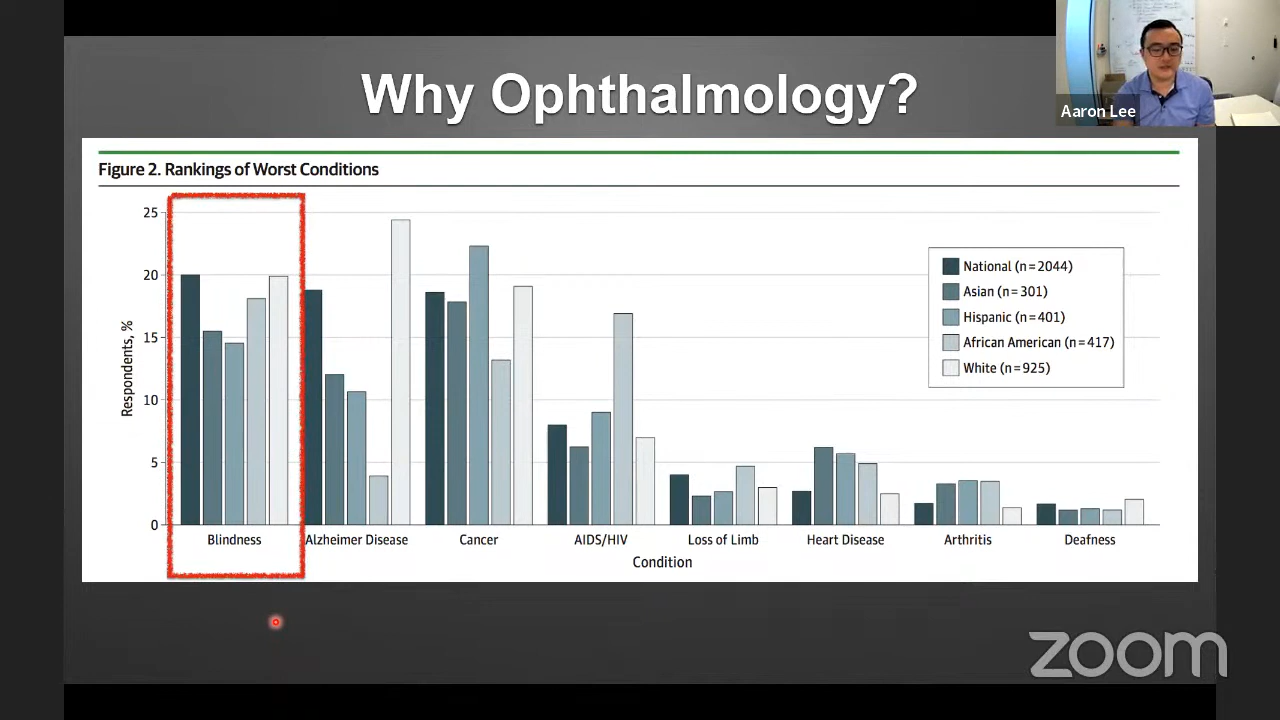 Why Ophthalmology?
Aaron Lee
Figure 2. Rankings of Worst Conditions
25
20
15
10
5
0
Respondents, %
National (n=2044)
Asian (n=301)
Hispanic (n=401)
African American (n=417)
White (n=925)
Blindness
Alzheimer Disease
Cancer
AIDS/HIV
Loss of Limb
Heart Disease
Arthritis
Deafness
Condition
zoom